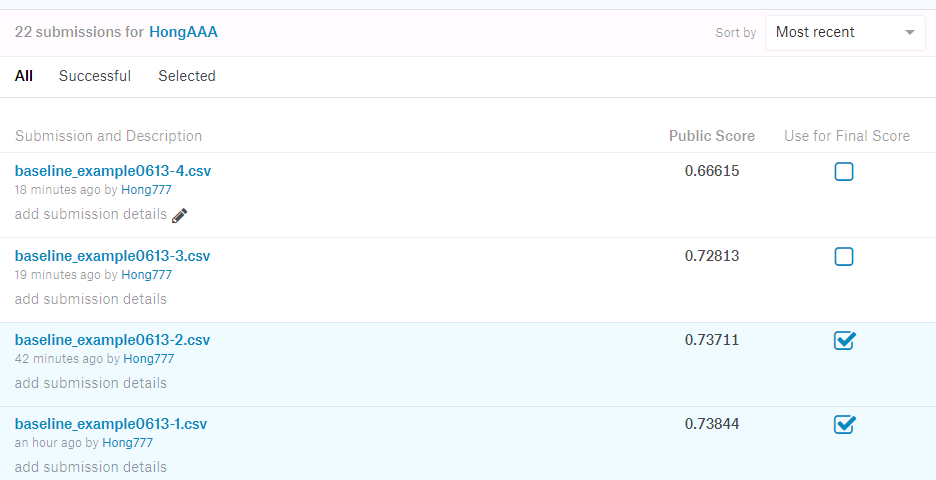 22 submissions for HongAAA
Sort by Most recent
All Successful Selected
Submission and Description Public Score Use for Final Score
baseline_example0613-4.csv 0.66615
18 minutes ago by Hong777
add submission details
baseline_example0613-3.csv 0.72813
19 minutes ago by Hong777
add submission details
baseline_example0613-2.csv 0.73711
42 minutes ago by Hong777
add submission details
baseline_example0613-1.csv 0.73844
an hour ago by Hong777
add submission details